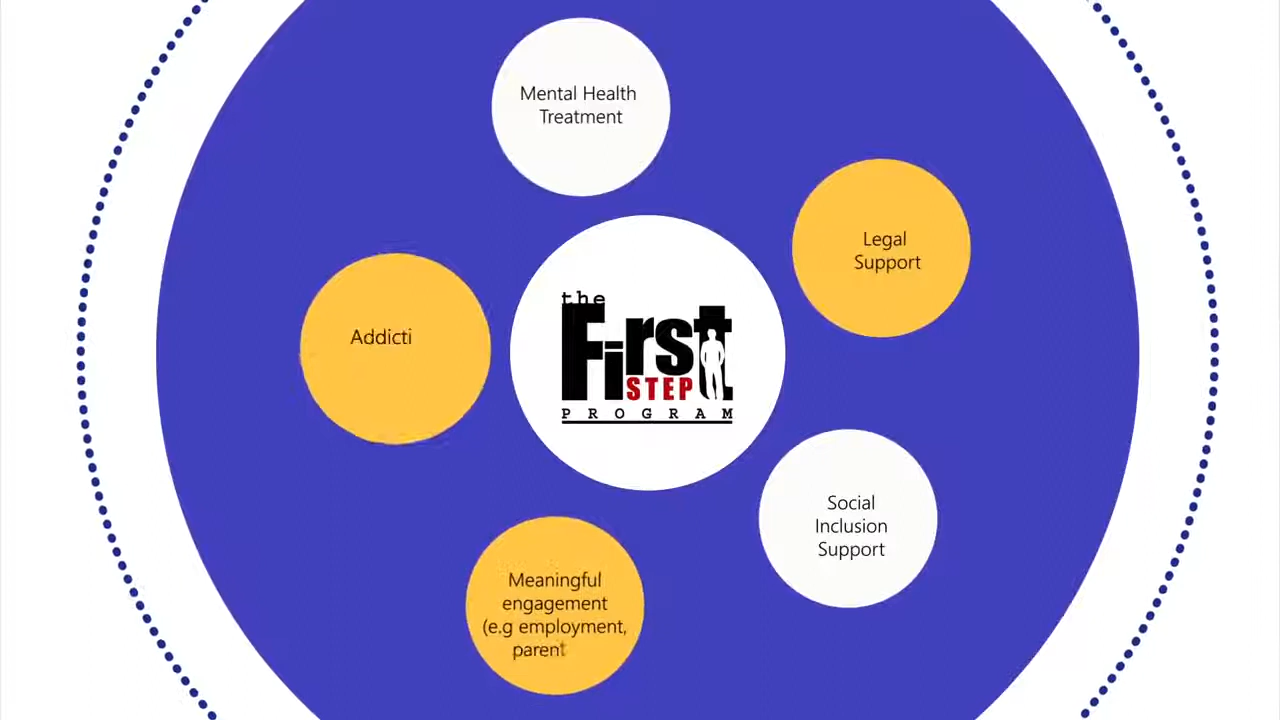 Mental Health
Treatment
Legal
Support
Addicti
the
First
STEP
PROGRAM
Social
Inclusion
Support
Meaningful
engagement
(e.g employment,
parent